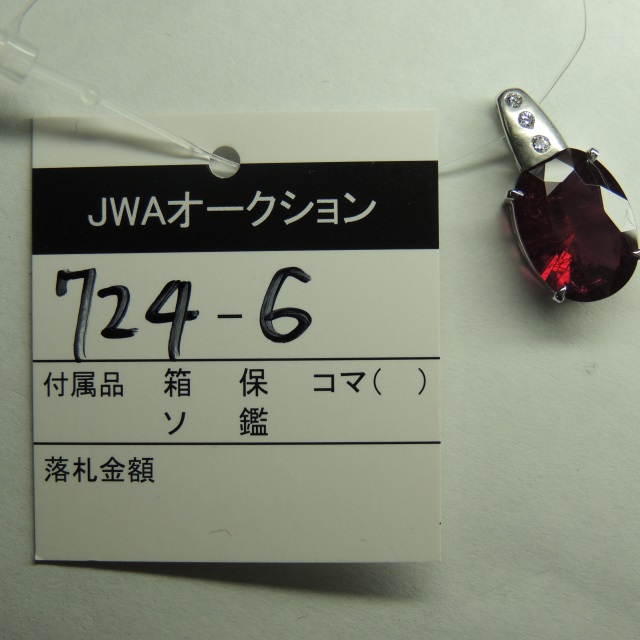 JWAオークション
724-6
付属品 箱 保 コマ( )
ソ 鑑
落札金額